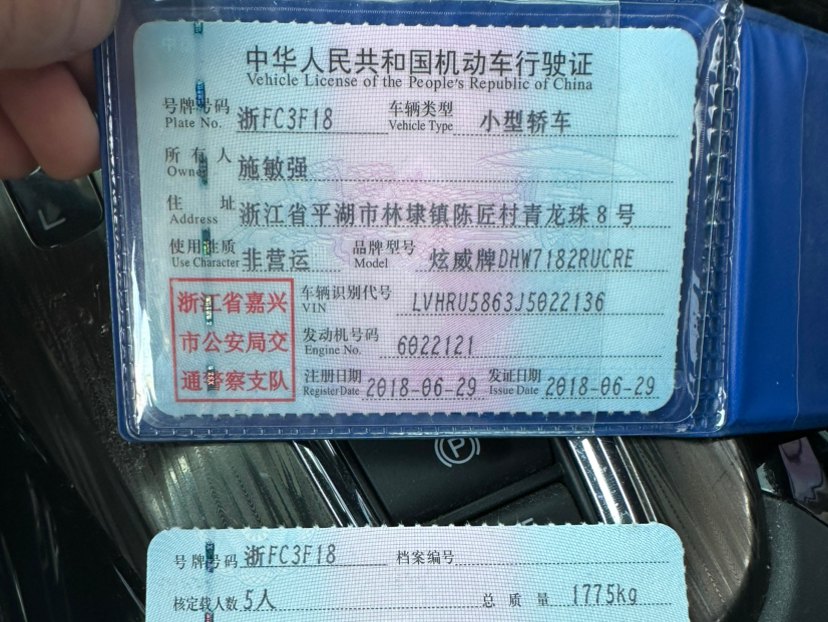 中华人民共和国机动车行驶证
Vehicle License of the People's Republic of China
号牌号码 浙FC3F18 车辆类型 小型轿车
Plate No. Vehicle Type
所有人 施敏强
Owner
住址 浙江省平湖市林埭镇陈匠村青龙珠8号
Address
使用性质 非营运 品牌型号 炫威牌DHW7182RUCRE
Use Character Model
浙江省嘉兴
市公安局交
通警察支队
车辆识别代号 LVHRU5863J5022136
VIN
发动机号码 6022121
Engine No.
注册日期 2018-06-29 发证日期 2018-06-29
Register Date Issue Date
P
号牌号码 浙FC3F18 档案编号
核定载人数 5人 总质量 1775kg